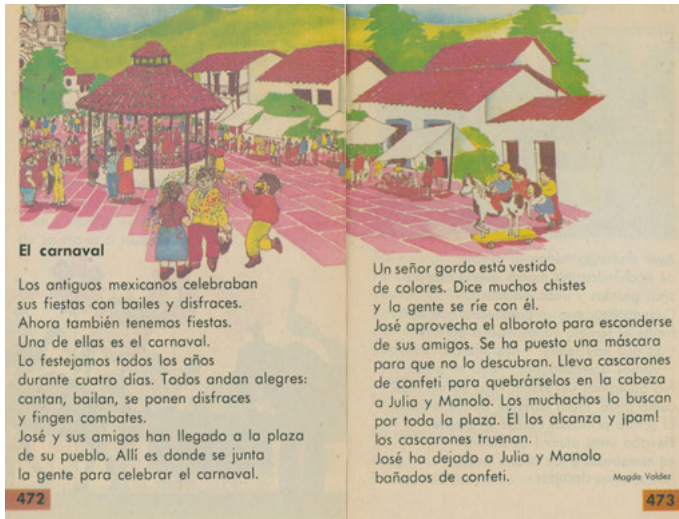 El carnaval
Los antiguos mexicanos celebraban
sus fiestas con bailes y disfraces.
Ahora también tenemos fiestas.
Una de ellas es el carnaval.
Lo festejamos todos los años
durante cuatro días. Todos andan alegres:
cantan, bailan, se ponen disfraces
y fingen combates.
José y sus amigos han llegado a la plaza
de su pueblo. Allí es donde se junta
la gente para celebrar el carnaval.
472
Un señor gordo está vestido
de colores. Dice muchos chistes
y la gente se ríe con él.
José aprovecha el alboroto para esconderse
de sus amigos. Se ha puesto una máscara
para que no lo descubran. Lleva cascarones
de confeti para quebrárselos en la cabeza
a Julia y Manolo. Los muchachos lo buscan
por toda la plaza. Él los alcanza y ¡pam!
los cascarones truenan.
José ha dejado a Julia y Manolo
bañados de confeti.
Magda Valdez
473